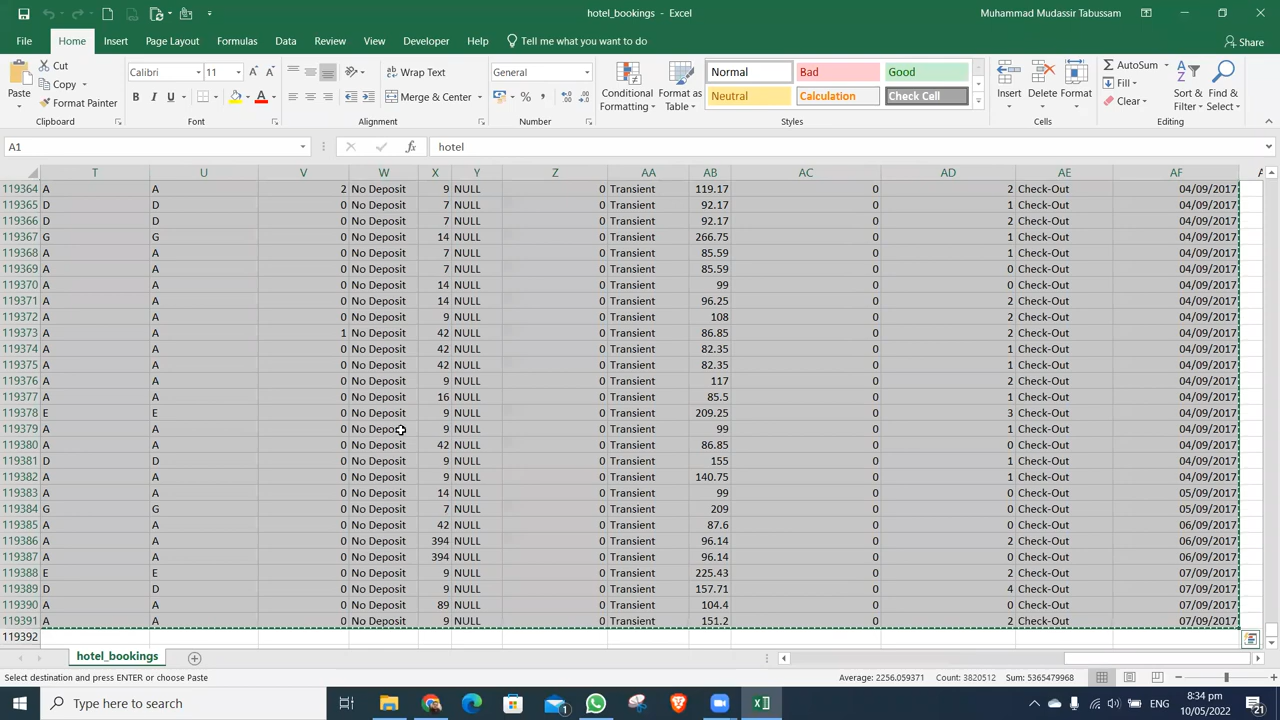 hotel_bookings - Excel
Muhammad Mudassir Tabussam
File Home Insert Page Layout Formulas Data Review View Developer Help Tell me what you want to do Share
Paste Cut Calibri 11 Wrap Text General Conditional Formatting Format as Table Normal Bad Good Insert Delete Format AutoSum Sort & Filter Find & Select
Copy Fill
Format Painter B I U Merge & Center Neutral Calculation Check Cell Clear
Clipboard Font Alignment Number Styles Cells Editing
A1 fx hotel
T U V W X Y Z AA AB AC AD AE AF
119364 A A 2 No Deposit 9 NULL 0 Transient 119.17 0 2 Check-Out 04/09/2017
119365 D D 0 No Deposit 7 NULL 0 Transient 92.17 0 1 Check-Out 04/09/2017
119366 D D 0 No Deposit 7 NULL 0 Transient 92.17 0 2 Check-Out 04/09/2017
119367 G G 0 No Deposit 14 NULL 0 Transient 266.75 0 1 Check-Out 04/09/2017
119368 A A 0 No Deposit 7 NULL 0 Transient 85.59 0 1 Check-Out 04/09/2017
119369 A A 0 No Deposit 7 NULL 0 Transient 85.59 0 0 Check-Out 04/09/2017
119370 A A 0 No Deposit 14 NULL 0 Transient 99 0 0 Check-Out 04/09/2017
119371 A A 0 No Deposit 14 NULL 0 Transient 96.25 0 2 Check-Out 04/09/2017
119372 A A 0 No Deposit 9 NULL 0 Transient 108 0 2 Check-Out 04/09/2017
119373 A A 1 No Deposit 42 NULL 0 Transient 86.85 0 2 Check-Out 04/09/2017
119374 A A 0 No Deposit 42 NULL 0 Transient 82.35 0 1 Check-Out 04/09/2017
119375 A A 0 No Deposit 42 NULL 0 Transient 82.35 0 1 Check-Out 04/09/2017
119376 A A 0 No Deposit 9 NULL 0 Transient 117 0 2 Check-Out 04/09/2017
119377 A A 0 No Deposit 16 NULL 0 Transient 85.5 0 1 Check-Out 04/09/2017
119378 E E 0 No Deposit 9 NULL 0 Transient 209.25 0 3 Check-Out 04/09/2017
119379 A A 0 No Deposit 9 NULL 0 Transient 99 0 1 Check-Out 04/09/2017
119380 A A 0 No Deposit 42 NULL 0 Transient 86.85 0 0 Check-Out 04/09/2017
119381 D D 0 No Deposit 9 NULL 0 Transient 155 0 1 Check-Out 04/09/2017
119382 A A 0 No Deposit 9 NULL 0 Transient 140.75 0 1 Check-Out 04/09/2017
119383 A A 0 No Deposit 14 NULL 0 Transient 99 0 0 Check-Out 05/09/2017
119384 G G 0 No Deposit 7 NULL 0 Transient 209 0 0 Check-Out 05/09/2017
119385 A A 0 No Deposit 42 NULL 0 Transient 87.6 0 0 Check-Out 06/09/2017
119386 A A 0 No Deposit 394 NULL 0 Transient 96.14 0 2 Check-Out 06/09/2017
119387 A A 0 No Deposit 394 NULL 0 Transient 96.14 0 0 Check-Out 06/09/2017
119388 E E 0 No Deposit 9 NULL 0 Transient 225.43 0 2 Check-Out 07/09/2017
119389 D D 0 No Deposit 9 NULL 0 Transient 157.71 0 4 Check-Out 07/09/2017
119390 A A 0 No Deposit 89 NULL 0 Transient 104.4 0 0 Check-Out 07/09/2017
119391 A A 0 No Deposit 9 NULL 0 Transient 151.2 0 2 Check-Out 07/09/2017
119392
hotel_bookings
Select destination and press ENTER or choose Paste Average: 2256.059371 Count: 3820512 Sum: 5365479968 100%
Type here to search ENG 8:34 pm
10/05/2022 21